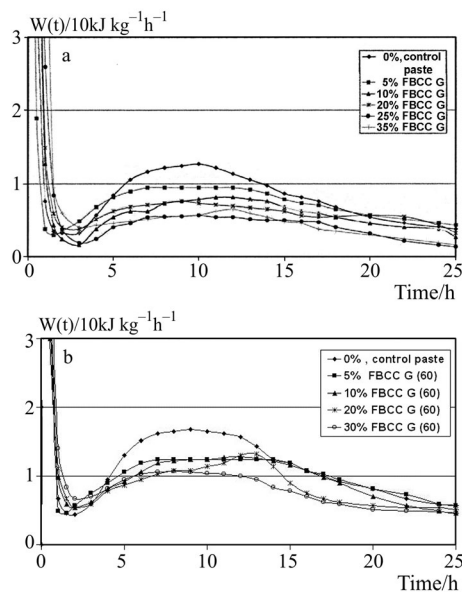 W(t)/10kJ kg⁻¹h⁻¹
3
a
0%,control
paste
5% FBCC G
10% FBCC G
20% FBCC G
25% FBCC G
35% FBCC G
2
1
0
0 5 10 15 20 25
Time/h
W(t)/10kJ kg⁻¹h⁻¹
3
b
0% , control paste
5% FBCC G (60)
10% FBCC G (60)
20% FBCC G (60)
30% FBCC G (60)
2
1
0
0 5 10 15 20 25
Time/h